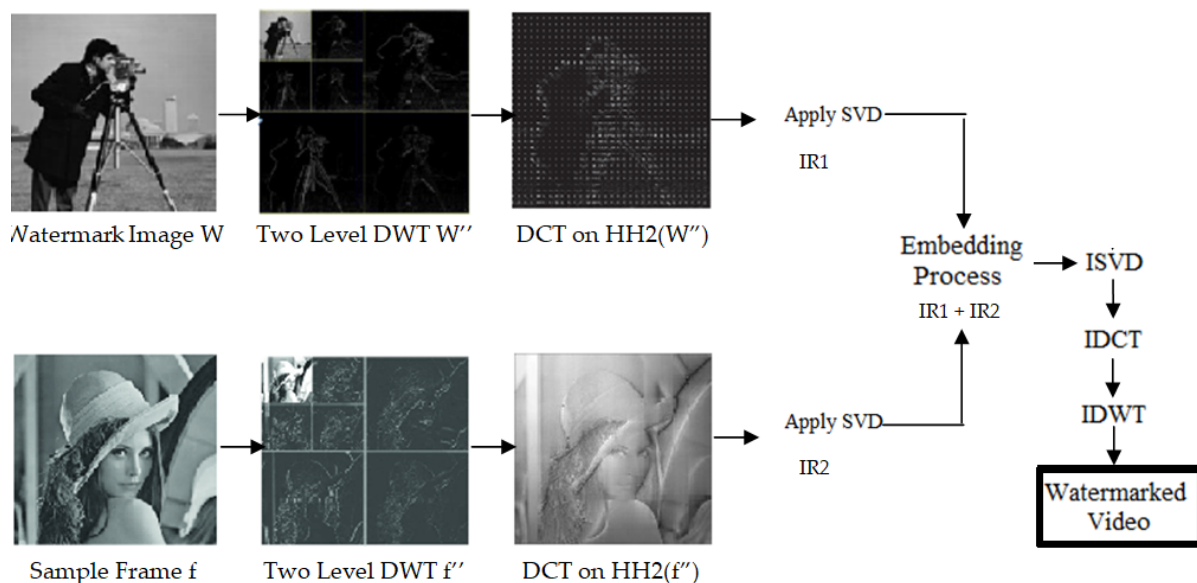 Apply SVD
IR1
Watermark Image W
Two Level DWT W’’
DCT on HH2(W”)
Embedding
Process
IR1 + IR2
ISVD
IDCT
IDWT
Watermarked
Video
Apply SVD
IR2
Sample Frame f
Two Level DWT f’’
DCT on HH2(f”)